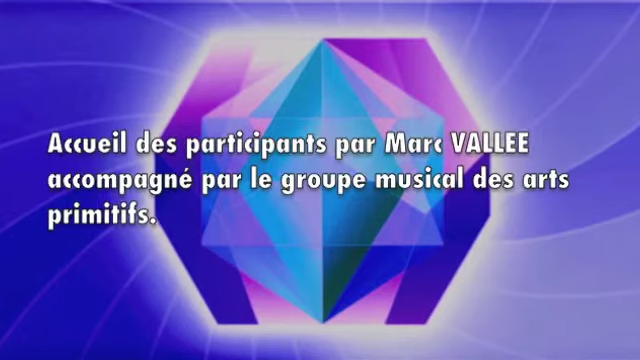 Accueil des participants par Marc VALLEE
accompagné par le groupe musical des arts
primitifs.